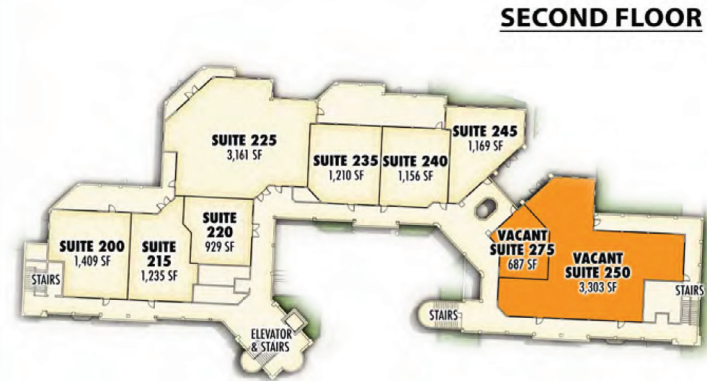 SECOND FLOOR
SUITE 225
3,161 SF
SUITE 235
1,210 SF
SUITE 240
1,156 SF
SUITE 245
1,169 SF
SUITE 200
1,409 SF
SUITE
215
1,235 SF
SUITE
220
929 SF
VACANT
SUITE 275
687 SF
VACANT
SUITE 250
3,303 SF
STAIRS
ELEVATOR
& STAIRS
STAIRS
STAIRS